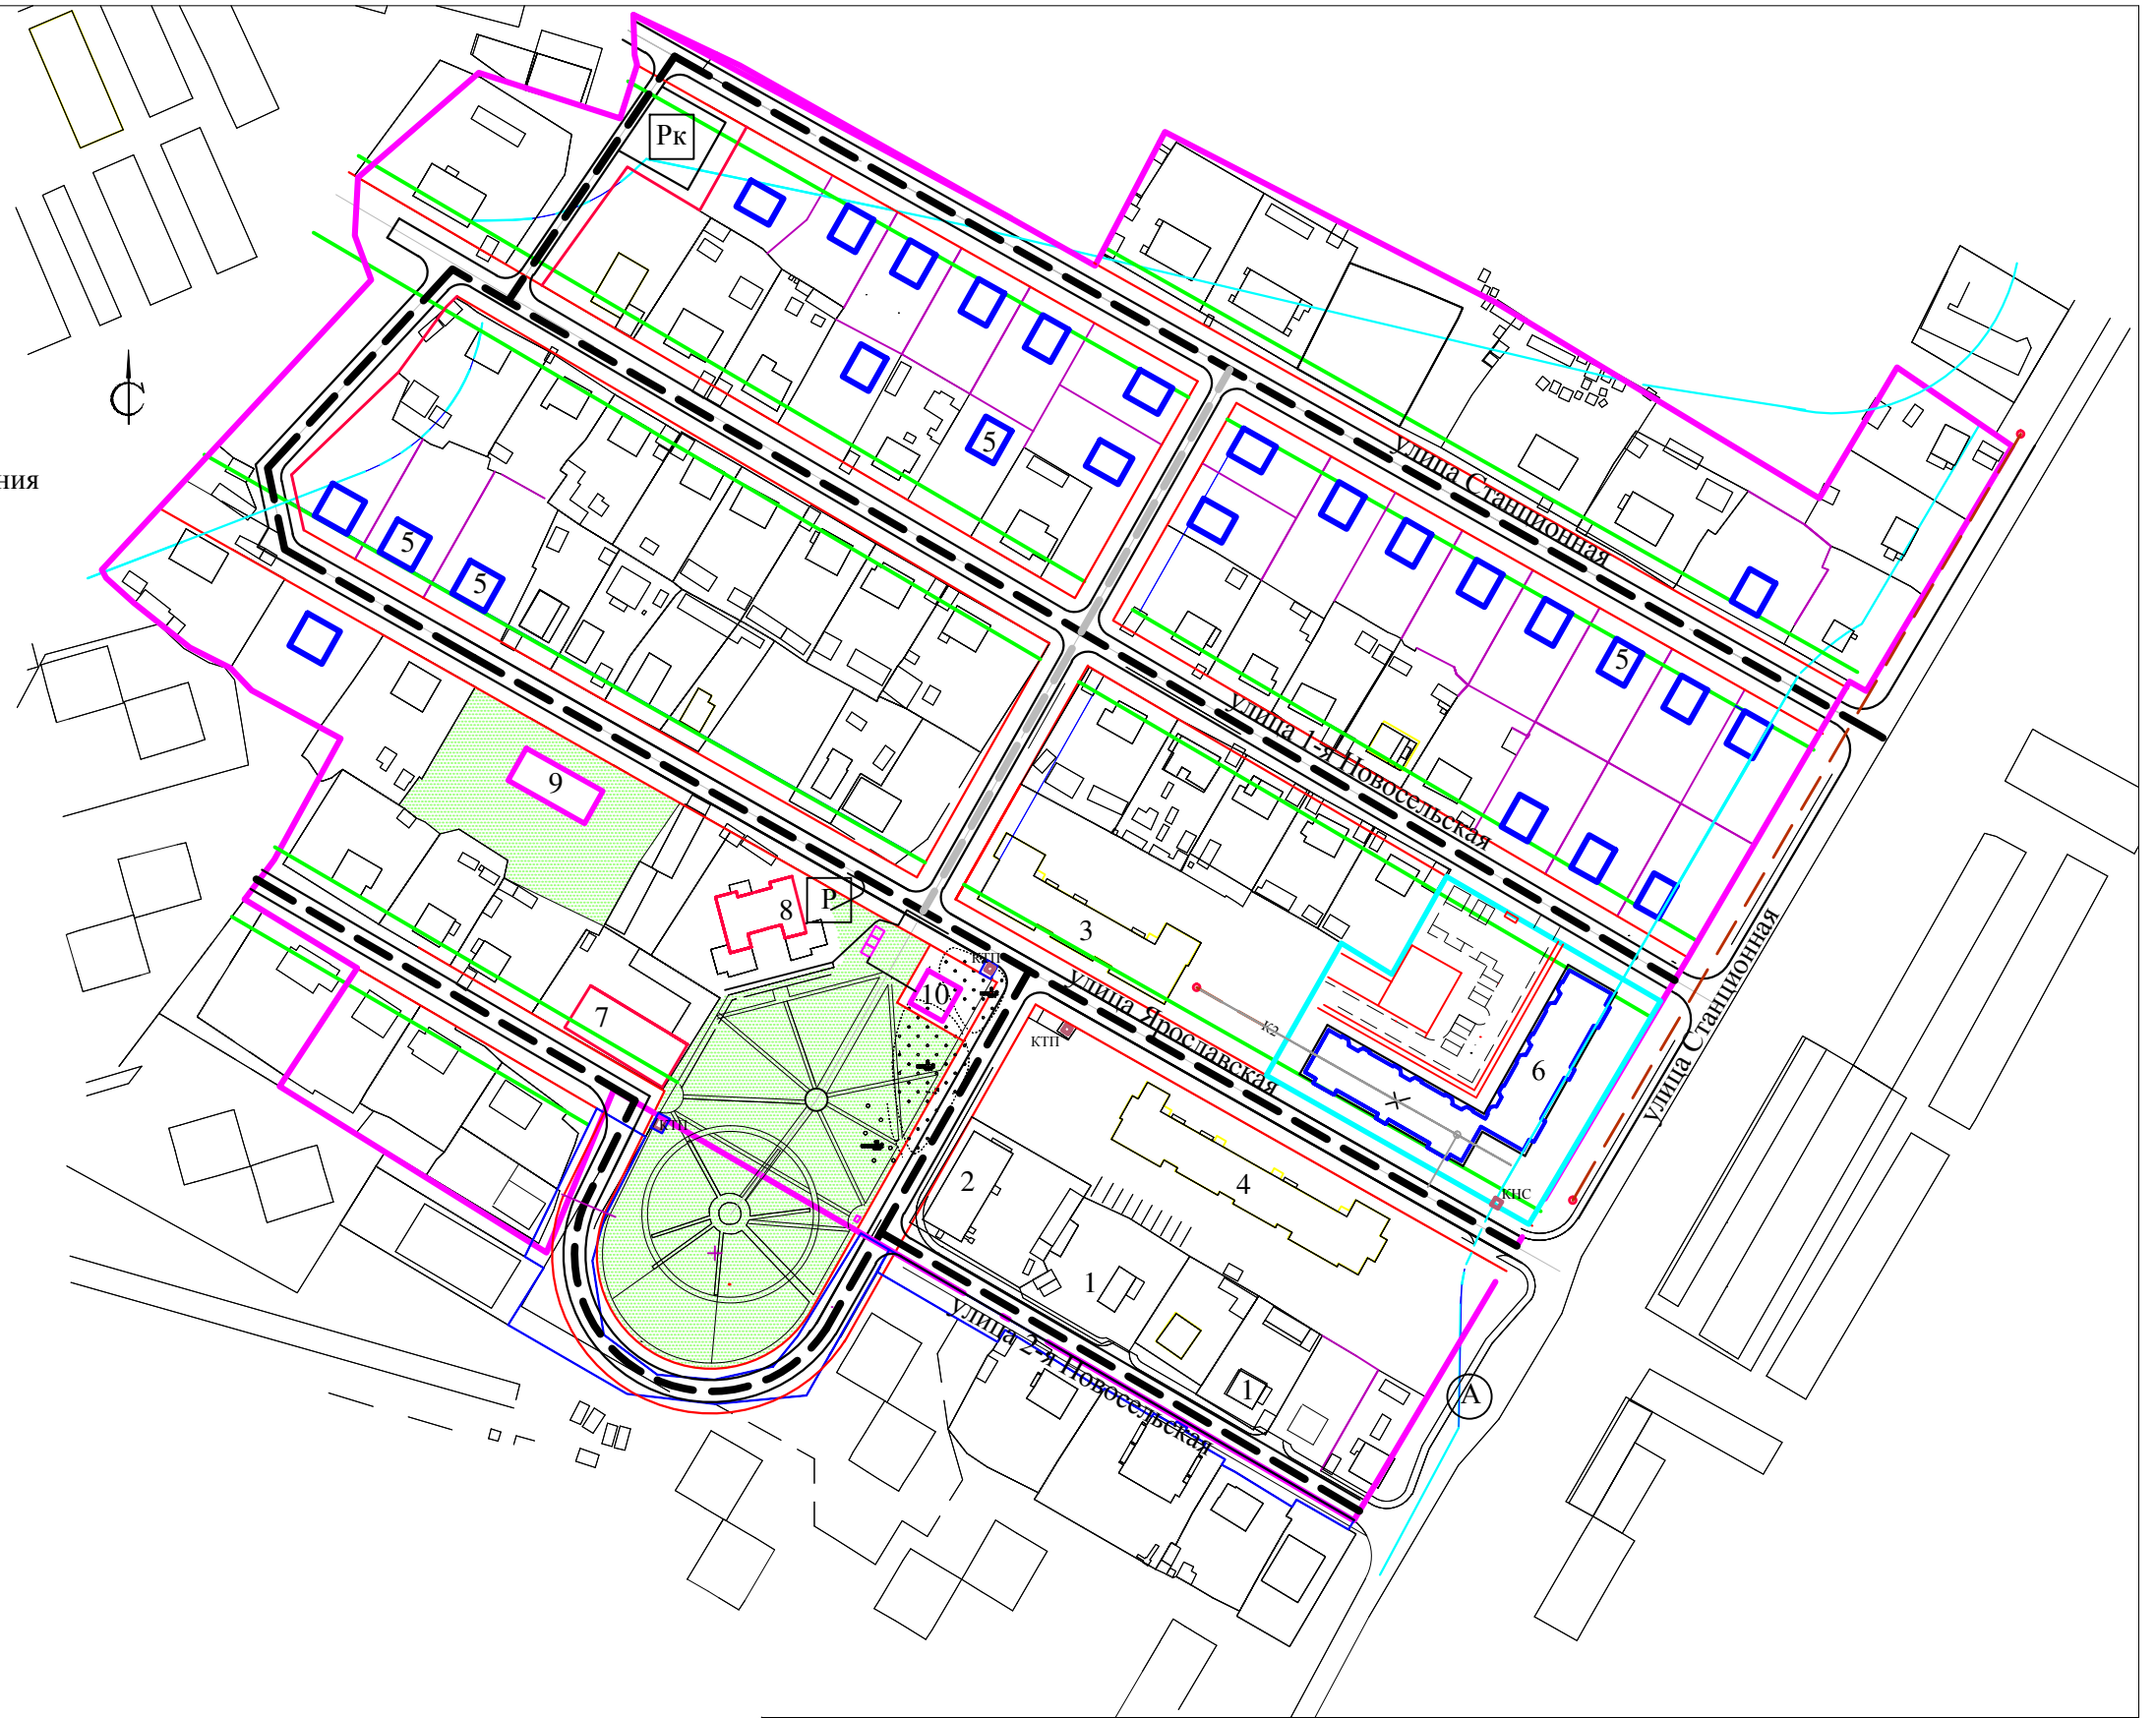 Рк
5
Улица Станционная
ния
5
5
5
Улица 1-я Новосельская
9
8
Р
3
КТП
10
Улица Ярославская
улица Станционная
7
К2
КТП
6
КТП
2
4
КНС
1
улица 2-я Новосельская
1
А